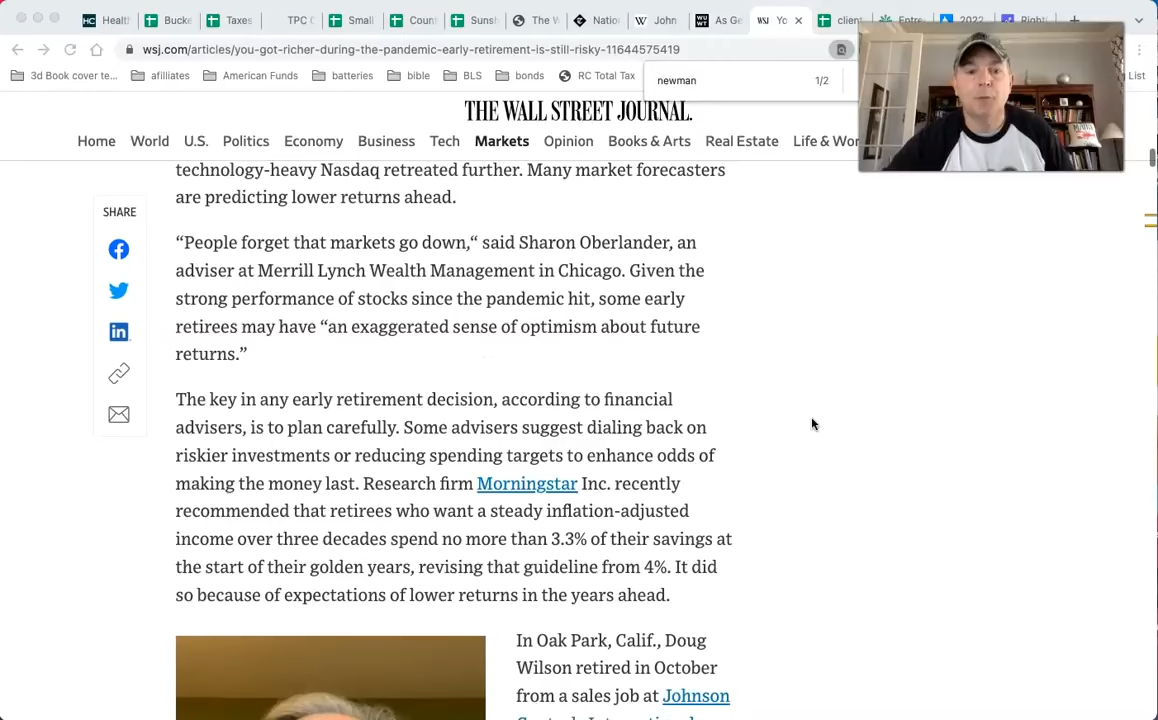 Healt
Bucke
Taxes
TPC C
Small
Coun
Sunsh
The W
Natio
John
As Ge
WSJ Yo
client
Entre
2022
Right
wsj.com/articles/you-got-richer-during-the-pandemic-early-retirement-is-still-risky-11644575419
3d Book cover te...
afilliates
American Funds
batteries
bible
BLS
bonds
RC Total Tax
List
newman 1/2
THE WALL STREET JOURNAL.
Home World U.S. Politics Economy Business Tech Markets Opinion Books & Arts Real Estate Life & Wor
technology-heavy Nasdaq retreated further. Many market forecasters
are predicting lower returns ahead.
SHARE
“People forget that markets go down,“ said Sharon Oberlander, an
adviser at Merrill Lynch Wealth Management in Chicago. Given the
strong performance of stocks since the pandemic hit, some early
retirees may have “an exaggerated sense of optimism about future
returns.”
The key in any early retirement decision, according to financial
advisers, is to plan carefully. Some advisers suggest dialing back on
riskier investments or reducing spending targets to enhance odds of
making the money last. Research firm Morningstar Inc. recently
recommended that retirees who want a steady inflation-adjusted
income over three decades spend no more than 3.3% of their savings at
the start of their golden years, revising that guideline from 4%. It did
so because of expectations of lower returns in the years ahead.
In Oak Park, Calif., Doug
Wilson retired in October
from a sales job at Johnson